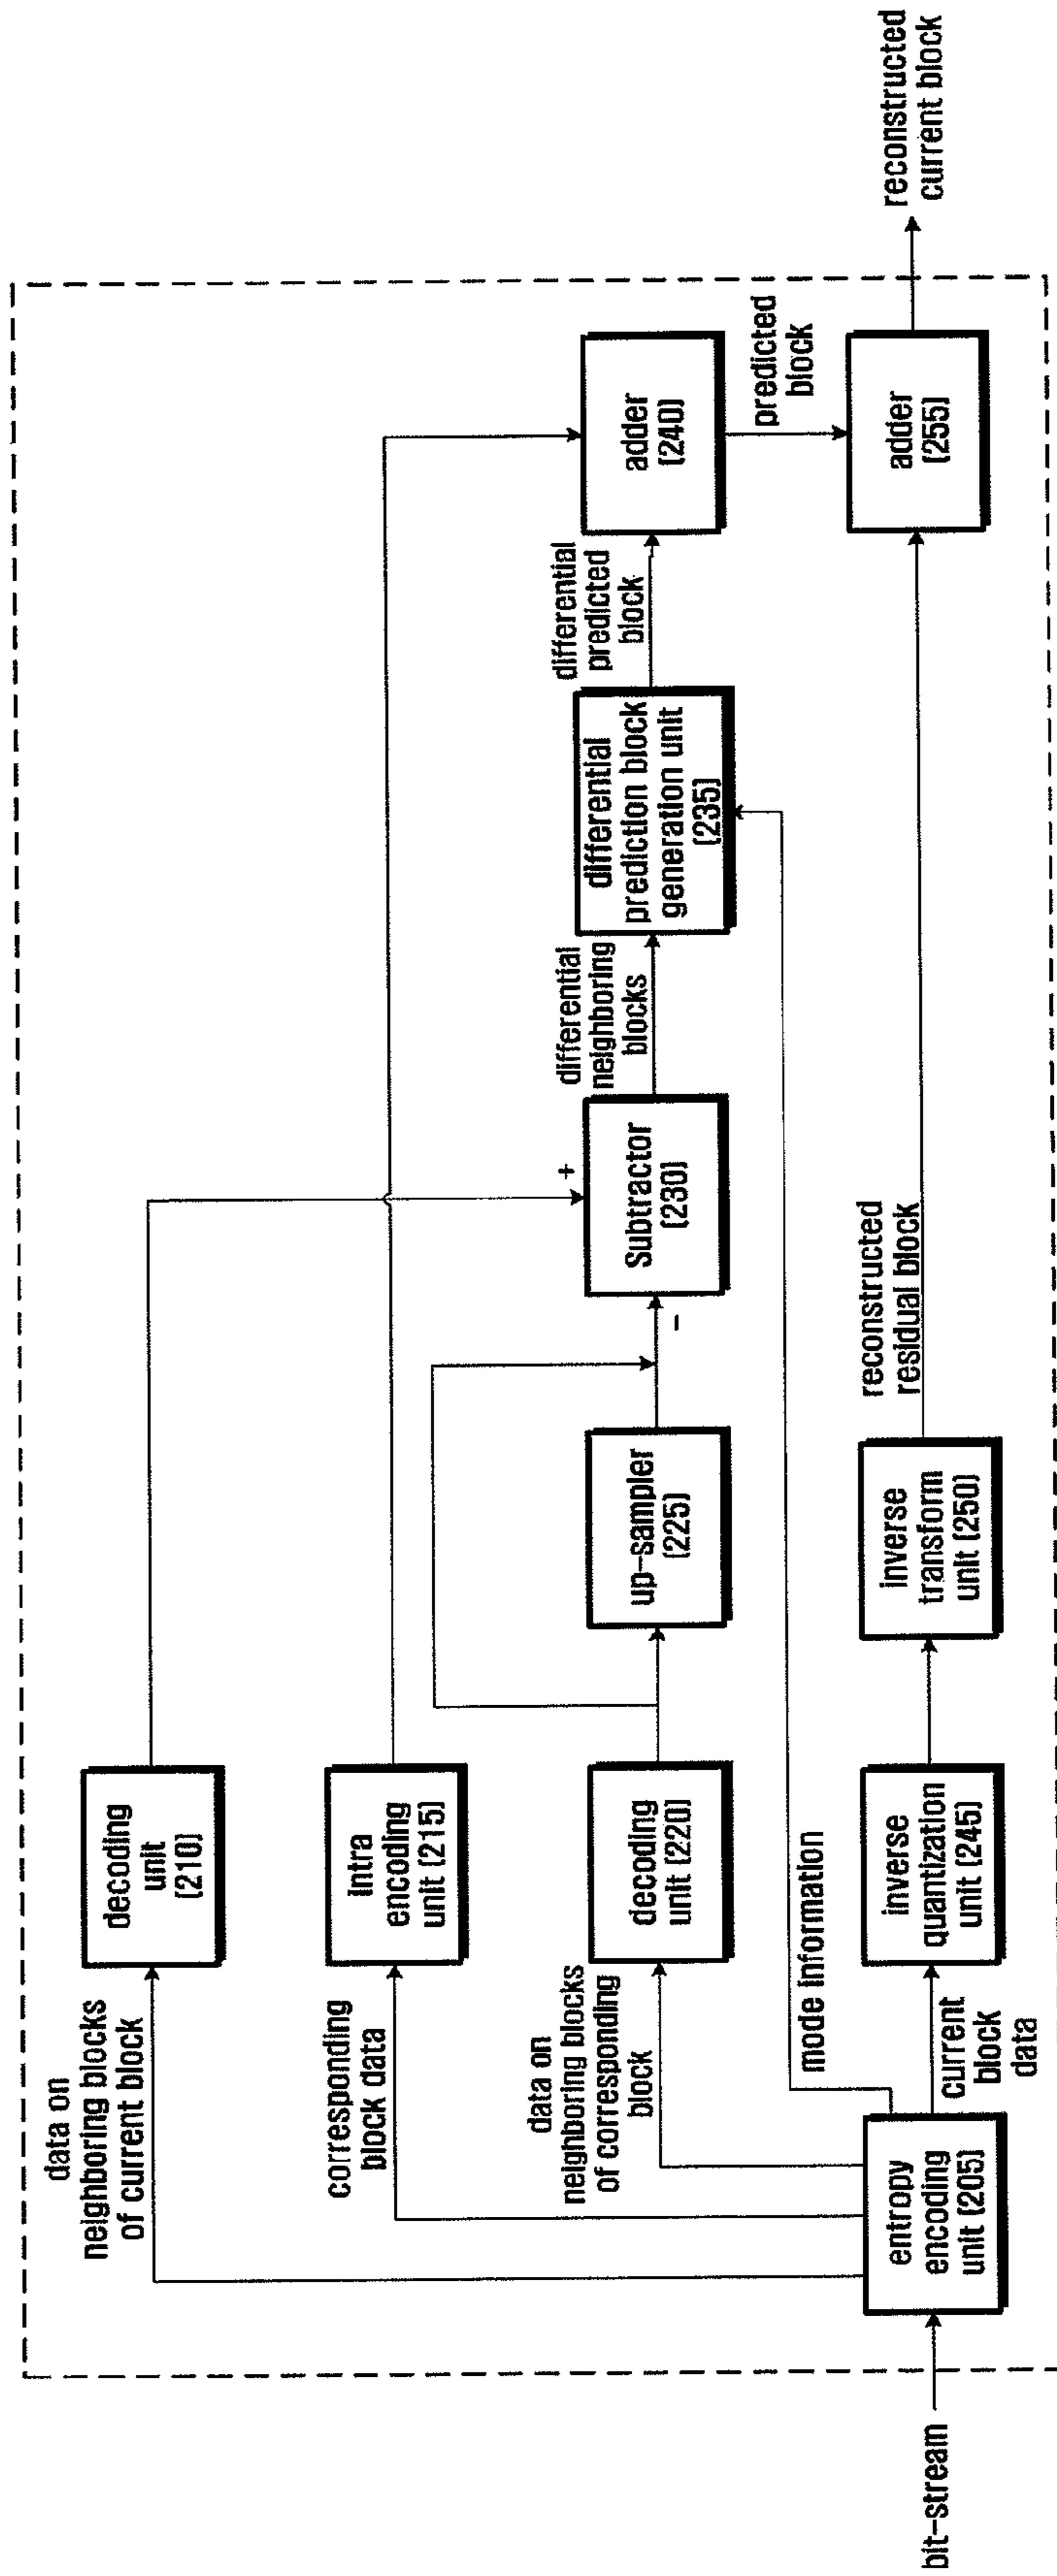 data on
neighboring blocks
of current block
decoding
unit
(210)
corresponding
block data
Intra
encoding
unit (215)
data on
neighboring blocks
of corresponding
block
decoding
unit (220)
up-sampler
(225)
+
-
Subtractor
(230)
differential
neighboring
blocks
differential
prediction block
generation unit
(235)
differential
predicted
block
adder
(240)
predicted
block
mode information
bit-stream
entropy
encoding
unit (205)
current
block
data
inverse
quantization
unit (245)
inverse
transform
unit (250)
reconstructed
residual block
adder
(255)
reconstructed
current block